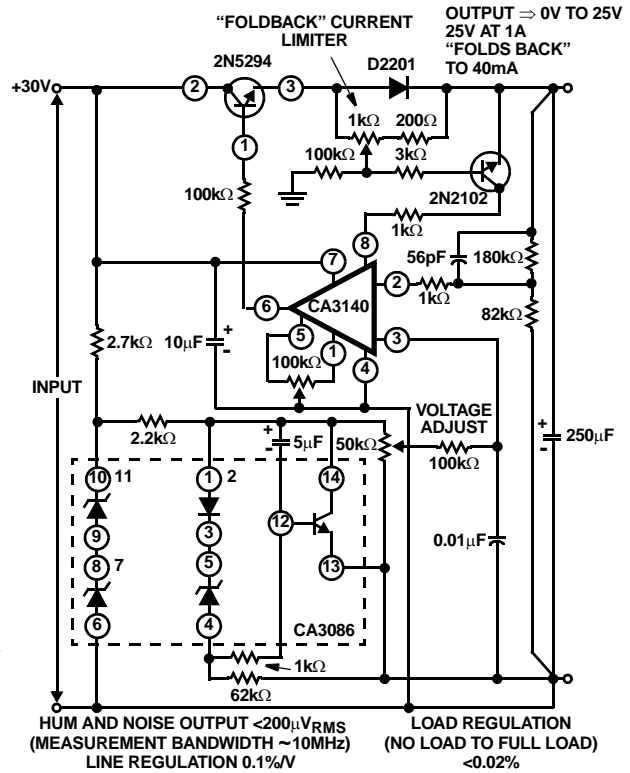 “FOLDBACK” CURRENT
LIMITER
OUTPUT ⇒ 0V TO 25V
25V AT 1A
“FOLDS BACK”
TO 40mA
2N5294
D2201
+30V
2
3
1kΩ
200Ω
1
100kΩ
3kΩ
100kΩ
2N2102
1kΩ
8
7
56pF
180kΩ
6
CA3140
2
1kΩ
5
3
82kΩ
2.7kΩ
10μF
+
-
1
100kΩ
4
INPUT
VOLTAGE
ADJUST
2.2kΩ
+
-
5μF
50kΩ
100kΩ
+
-
250μF
10
11
1
2
14
9
3
12
0.01μF
8
7
5
13
6
4
CA3086
1kΩ
62kΩ
HUM AND NOISE OUTPUT <200μVRMS
(MEASUREMENT BANDWIDTH ~10MHz)
LINE REGULATION 0.1%/V
LOAD REGULATION
(NO LOAD TO FULL LOAD)
<0.02%